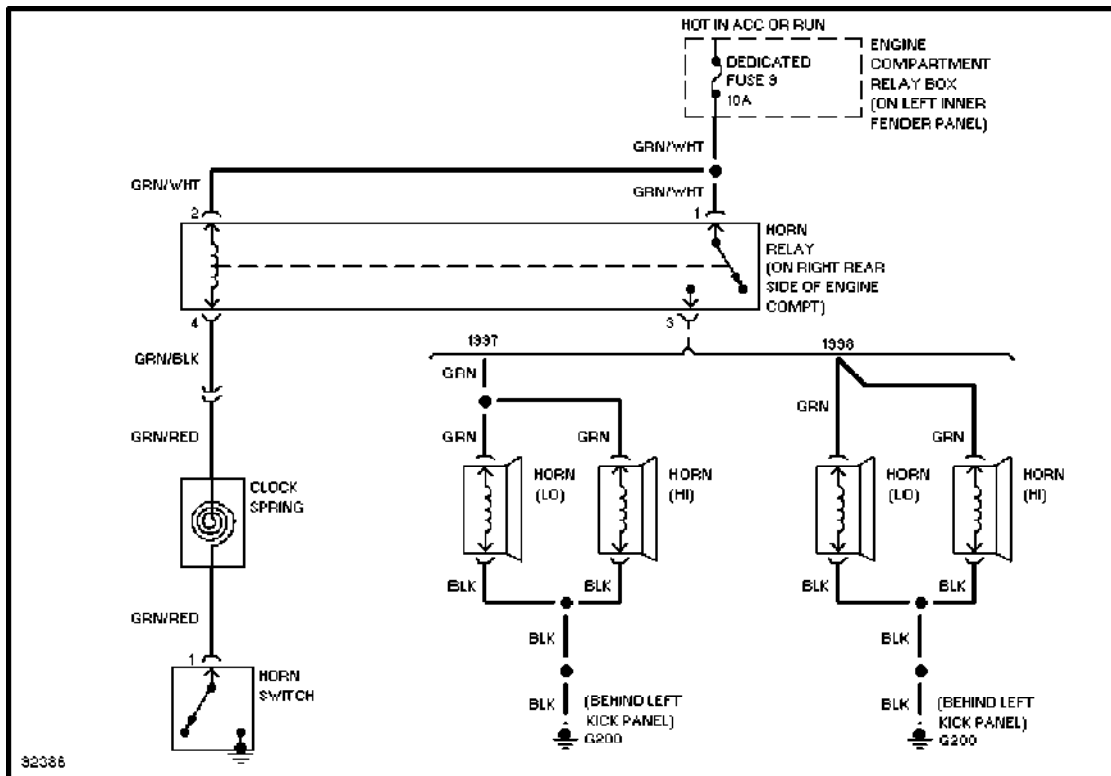 HOT IN ACC OR RUN
DEDICATED
FUSE 9
10A
ENGINE
COMPARTMENT
RELAY BOX
(ON LEFT INNER
FENDER PANEL)
GRN/WHT
GRN/WHT
GRN/WHT
2
1
HORN
RELAY
(ON RIGHT REAR
SIDE OF ENGINE
COMPT)
4
3
GRN/BLK
1997
1998
GRN
GRN/RED
GRN
GRN
GRN
GRN
CLOCK
SPRING
HORN
(LO)
HORN
(HI)
HORN
(LO)
HORN
(HI)
BLK
BLK
BLK
BLK
GRN/RED
BLK
BLK
1
HORN
SWITCH
BLK
(BEHIND LEFT
KICK PANEL)
G200
BLK
(BEHIND LEFT
KICK PANEL)
G200
92386